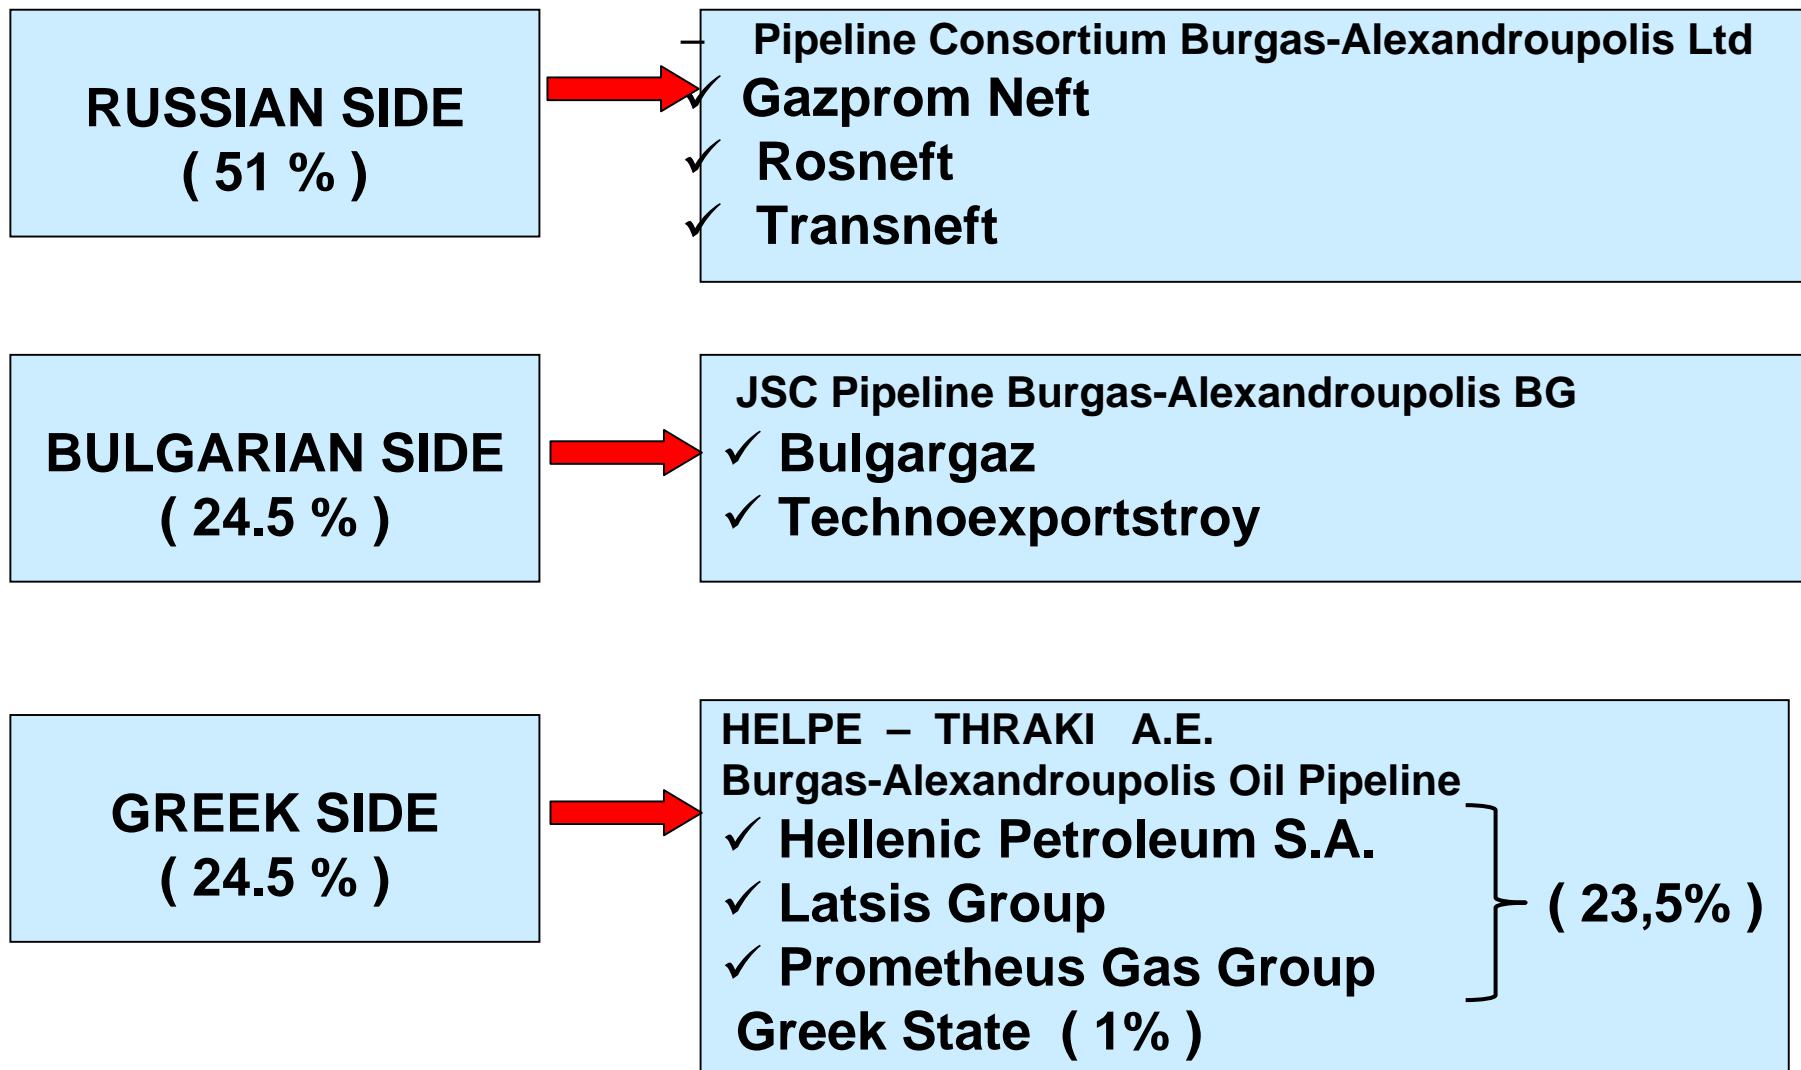 RUSSIAN SIDE
( 51 % )
– Pipeline Consortium Burgas-Alexandroupolis Ltd
✓ Gazprom Neft
✓ Rosneft
✓ Transneft
BULGARIAN SIDE
( 24.5 % )
JSC Pipeline Burgas-Alexandroupolis BG
✓ Bulgargaz
✓ Technoexportstroy
GREEK SIDE
( 24.5 % )
HELPE – THRAKI A.E.
Burgas-Alexandroupolis Oil Pipeline
✓ Hellenic Petroleum S.A.
✓ Latsis Group
✓ Prometheus Gas Group
( 23,5% )
Greek State ( 1% )